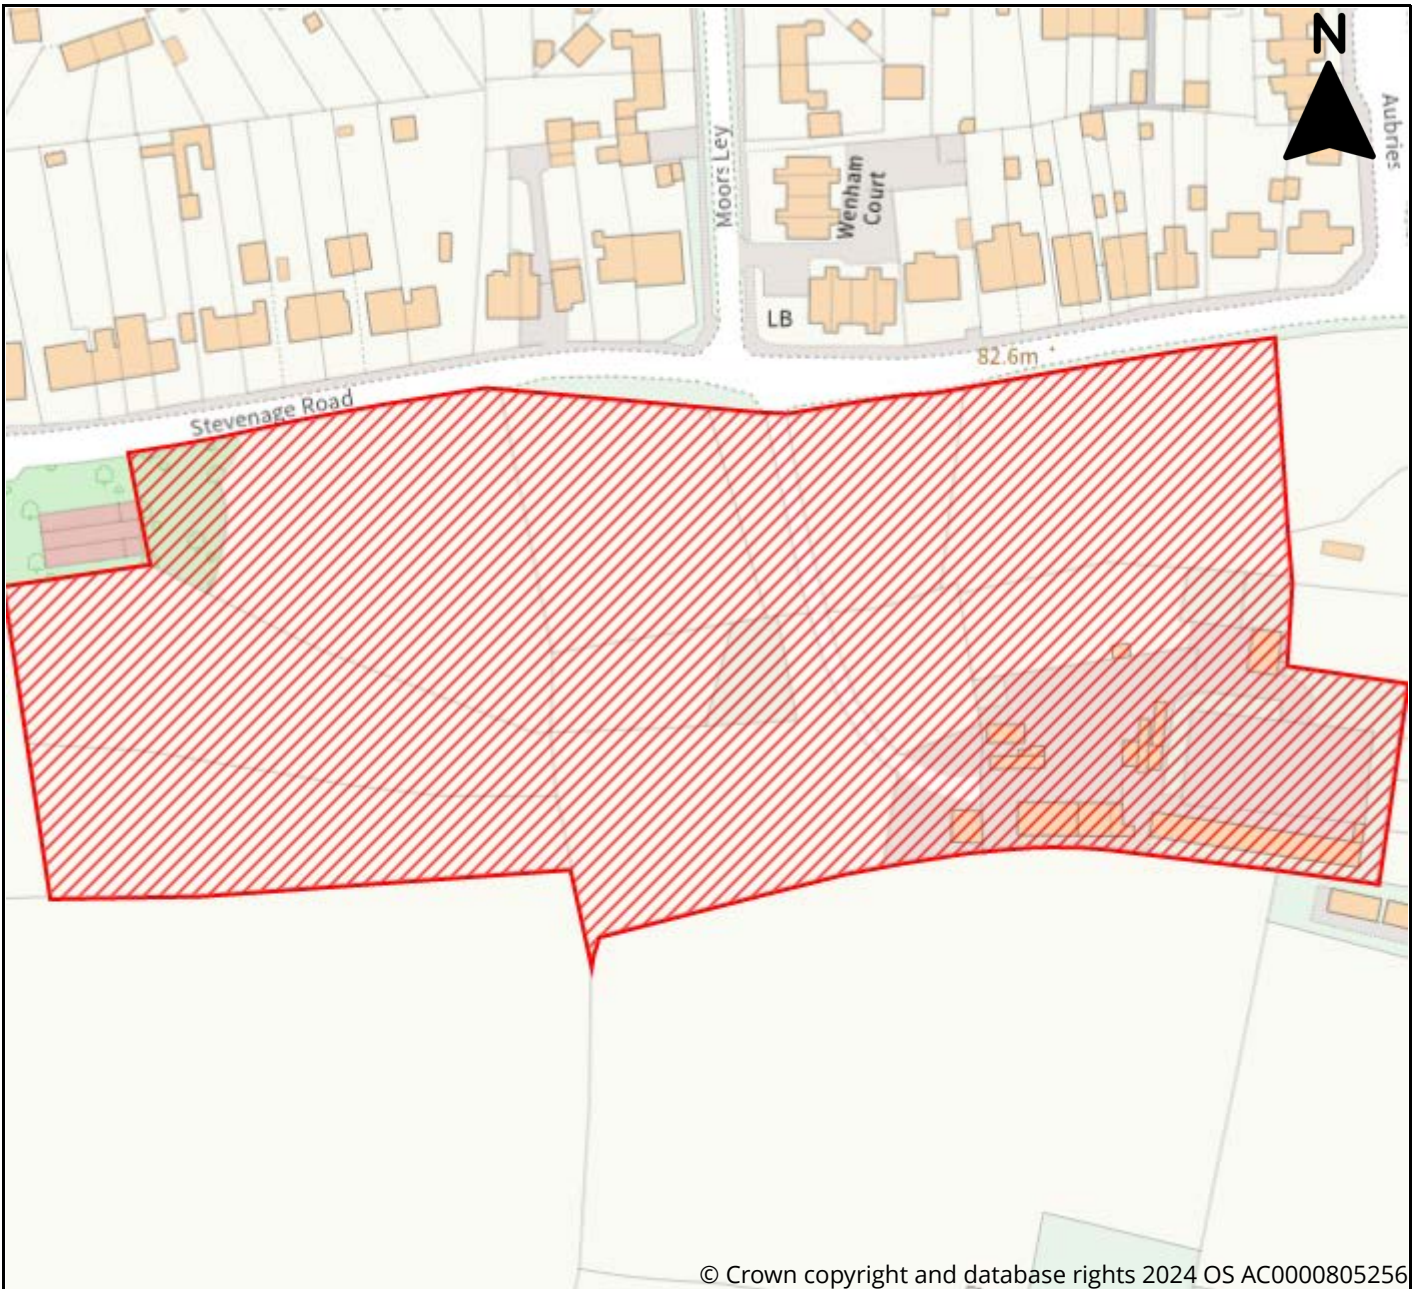 N
Aubries
Moors Ley
Wenham
Court
LB
82.6m
Stevenage Road
© Crown copyright and database rights 2024 OS AC0000805256